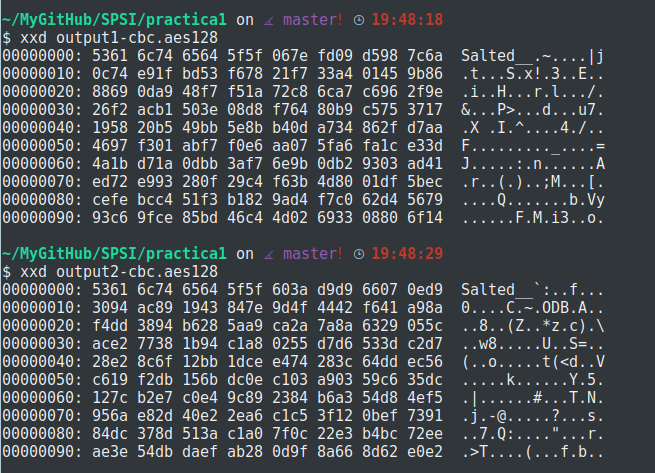 ~/MyGitHub/SPSI/practica1 on master! 19:48:18
$ xxd output1-cbc.aes128
00000000: 5361 6c74 6564 5f5f 067e fd09 d598 7c6a  Salted__.~....|j
00000010: 0c74 e91f bd53 f678 21f7 33a4 0145 9b86  .t...S.x!.3..E..
00000020: 8869 0da9 48f7 f51a 72c8 6ca7 c696 2f9e  .i..H...r.l.../.
00000030: 26f2 acb1 503e 08d8 f764 80b9 c575 3717  &...P>...d...u7.
00000040: 1958 20b5 49bb 5e8b b40d a734 862f d7aa  .X .I.^....4./..
00000050: 4697 f301 abf7 f0e6 aa07 5fa6 fa1c e33d  F........._....=
00000060: 4a1b d71a 0dbb 3af7 6e9b 0db2 9303 ad41  J.....:.n......A
00000070: ed72 e993 280f 29c4 f63b 4d80 01df 5bec  .r..(.)..;M...[.
00000080: cefe bcc4 51f3 b182 9ad4 f7c0 62d4 5679  ....Q.......b.Vy
00000090: 93c6 9fce 85bd 46c4 4d02 6933 0880 6f14  ......F.M.i3..o.
~/MyGitHub/SPSI/practica1 on master! 19:48:29
$ xxd output2-cbc.aes128
00000000: 5361 6c74 6564 5f5f 603a d9d9 6607 0ed9  Salted__`:..f...
00000010: 3094 ac89 1943 847e 9d4f 4442 f641 a98a  0....C.~.ODB.A..
00000020: f4dd 3894 b628 5aa9 ca2a 7a8a 6329 055c  ..8..(Z..*z.c).\
00000030: ace2 7738 1b94 c1a8 0255 d7d6 533d c2d7  ..w8.....U..S=..
00000040: 28e2 8c6f 12bb 1dce e474 283c 64dd ec56  (..o.....t(<d..V
00000050: c619 f2db 156b dc0e c103 a903 59c6 35dc  .....k......Y.5.
00000060: 127c b2e7 c0e4 9c89 2384 b6a3 54d8 4ef5  .|......#...T.N.
00000070: 956a e82d 40e2 2ea6 c1c5 3f12 0bef 7391  .j.-@.....?...s.
00000080: 84dc 378d 513a c1a0 7f0c 22e3 b4bc 72ee  ..7.Q:...."...r.
00000090: ae3e 54db daef ab28 0d9f 8a66 8d62 e0e2  .>T....(...f.b..